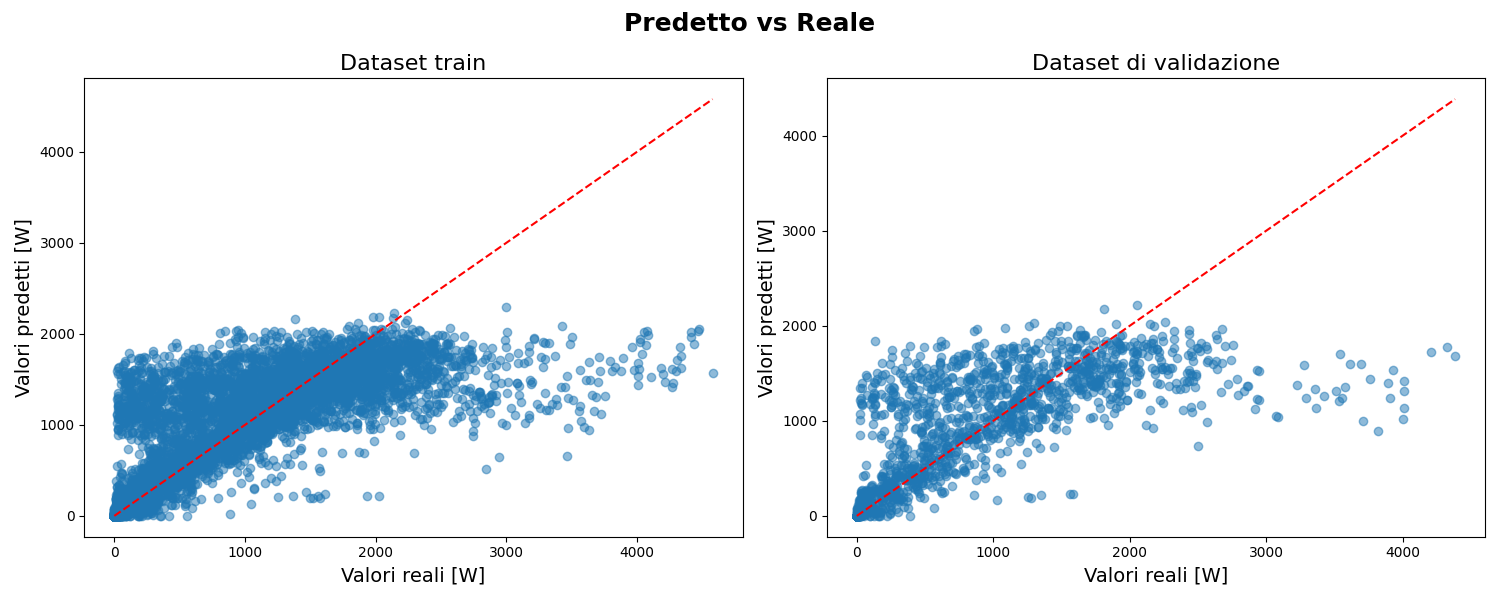 Predetto vs Reale
Dataset train
Valori predetti [W]
4000
3000
2000
1000
0
0 1000 2000 3000 4000
Valori reali [W]
Dataset di validazione
Valori predetti [W]
4000
3000
2000
1000
0
0 1000 2000 3000 4000
Valori reali [W]